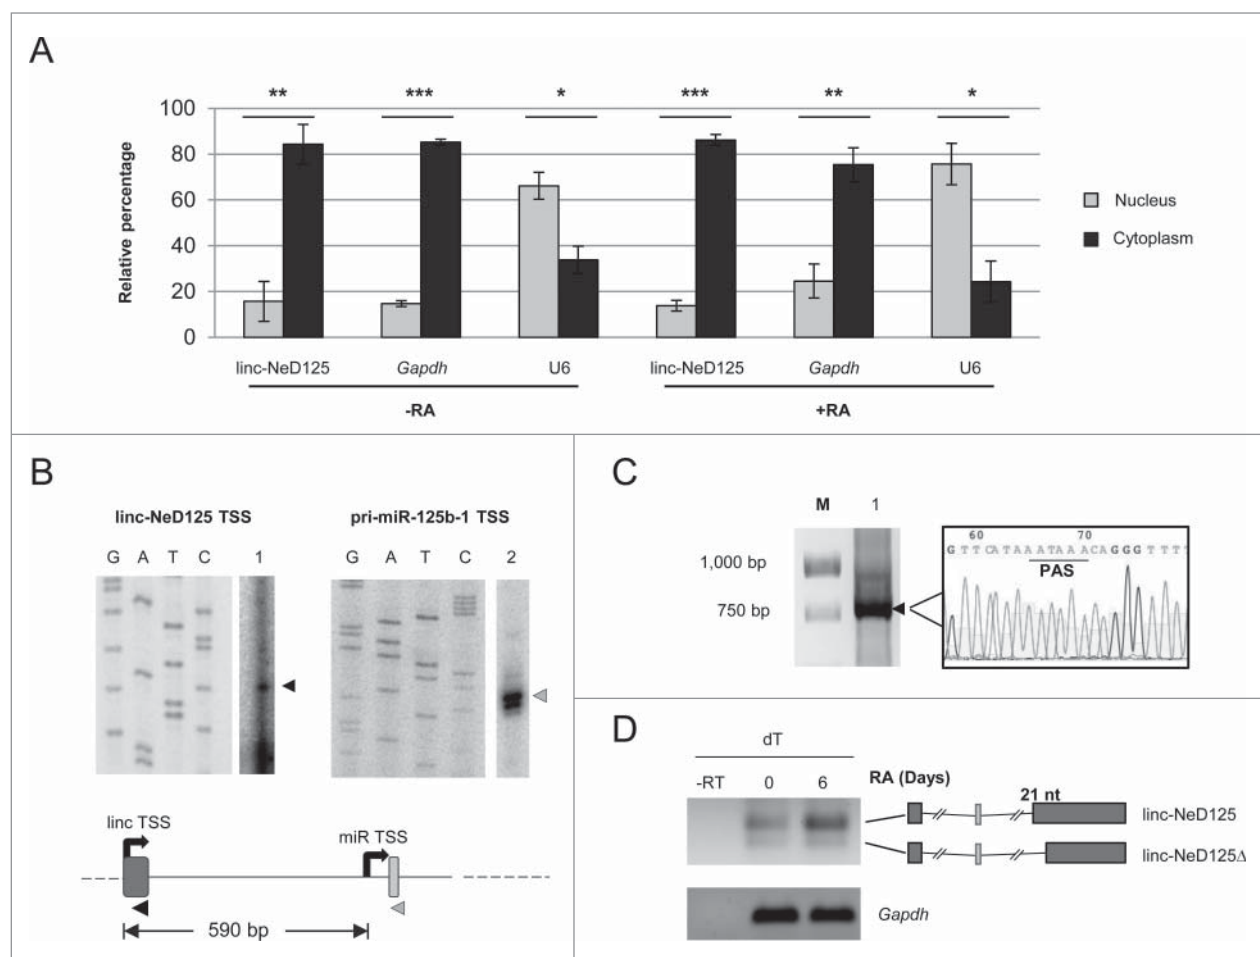 A
** *** * *** ** *
100
80
60
40
20
0
Relative percentage
Nucleus
Cytoplasm
linc-NeD125 Gapdh U6 linc-NeD125 Gapdh U6
-RA +RA
B
linc-NeD125 TSS pri-miR-125b-1 TSS
G A T C 1 G A T C 2
linc TSS
miR TSS
590 bp
C
M 1
1,000 bp
750 bp
60 70
GTTCATAAATAAACAGGGTTTT
PAS
D
dT
-RT 0 6 RA (Days)
21 nt
linc-NeD125
linc-NeD125Δ
Gapdh